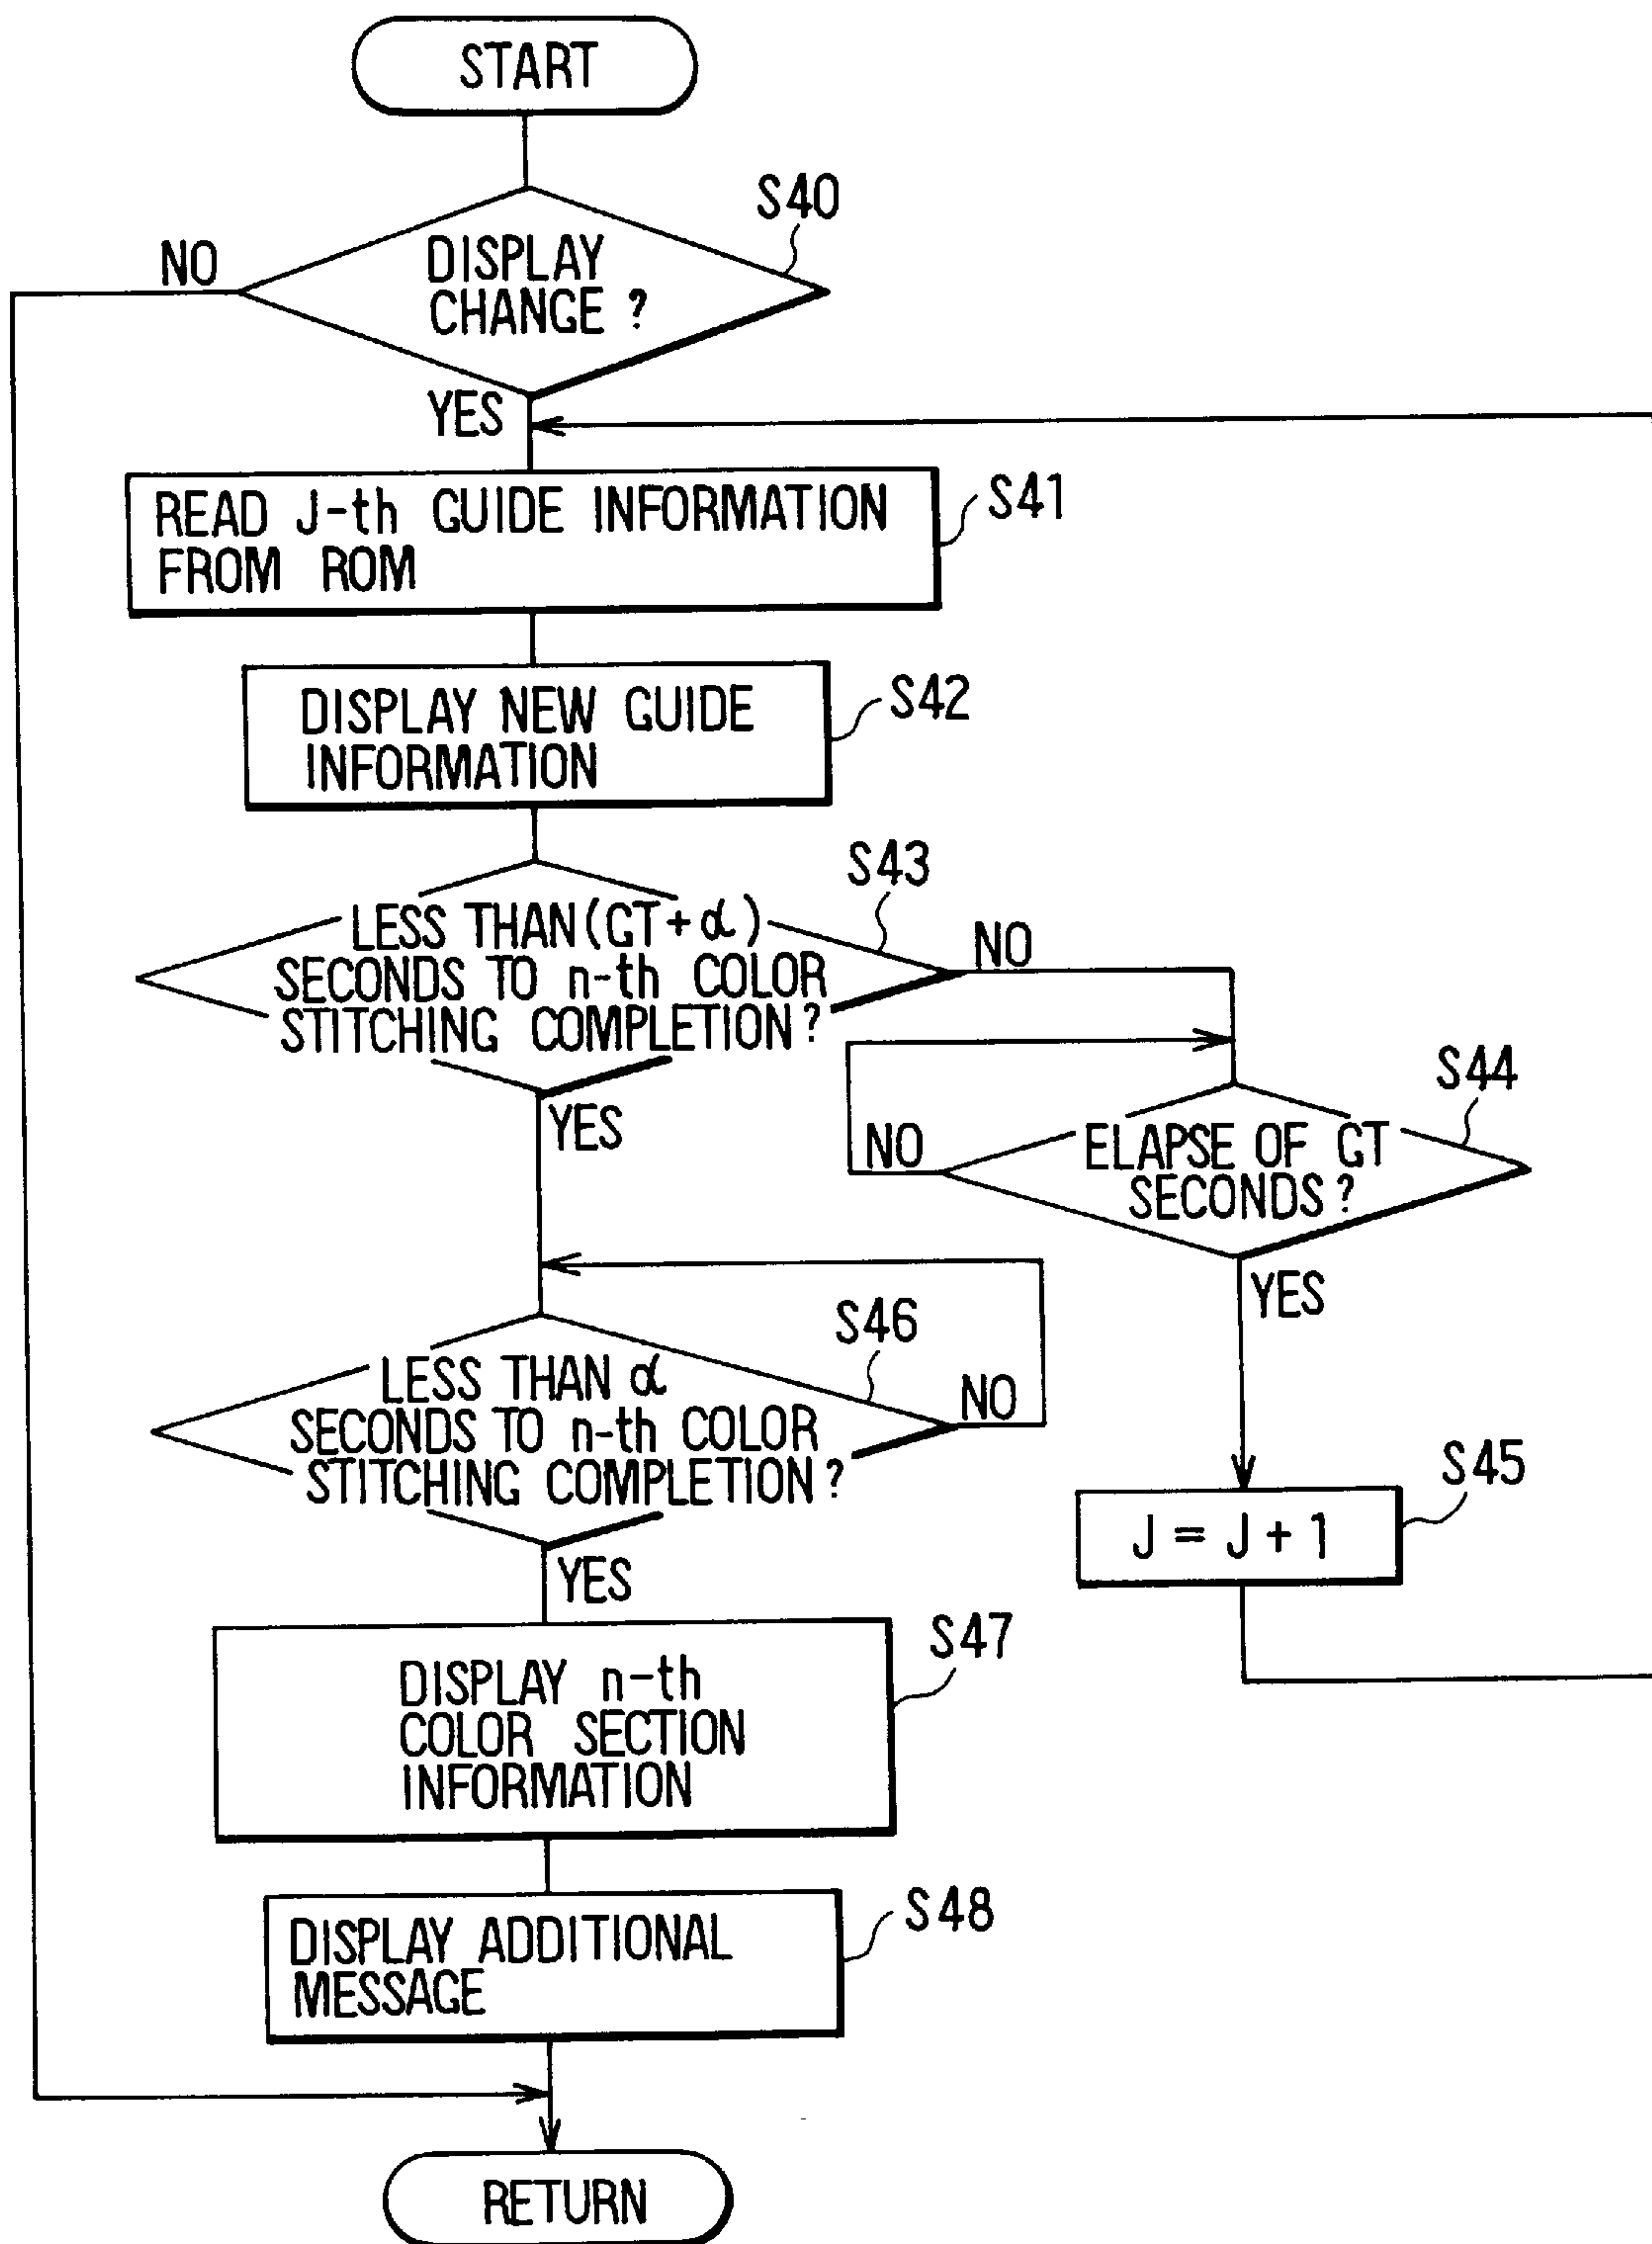 START
S40
NO
DISPLAY
CHANGE ?
YES
READ J-th GUIDE INFORMATION
FROM ROM
S41
DISPLAY NEW GUIDE
INFORMATION
S42
S43
LESS THAN (GT + α)
SECONDS TO n-th COLOR
STITCHING COMPLETION ?
NO
YES
S44
NO
ELAPSE OF GT
SECONDS ?
YES
S46
LESS THAN α
SECONDS TO n-th COLOR
STITCHING COMPLETION ?
NO
YES
S45
J = J + 1
S47
DISPLAY n-th
COLOR SECTION
INFORMATION
S48
DISPLAY ADDITIONAL
MESSAGE
RETURN